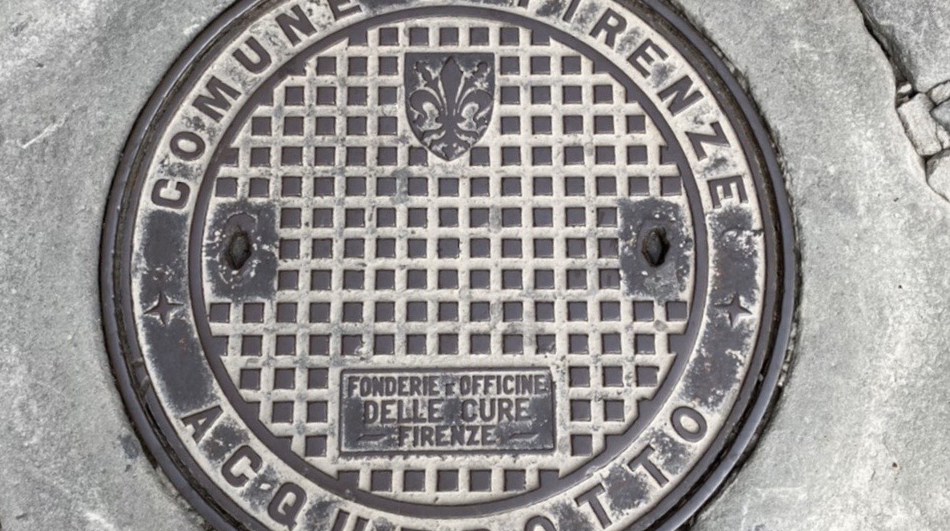 COMUNE FIRENZE
FONDERIE E OFFICINE
DELLE CURE
FIRENZE
ACQUEDOTTO